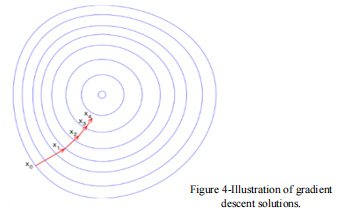 x4
x3
x2
x1
x0
Figure 4-Illustration of gradient
descent solutions.